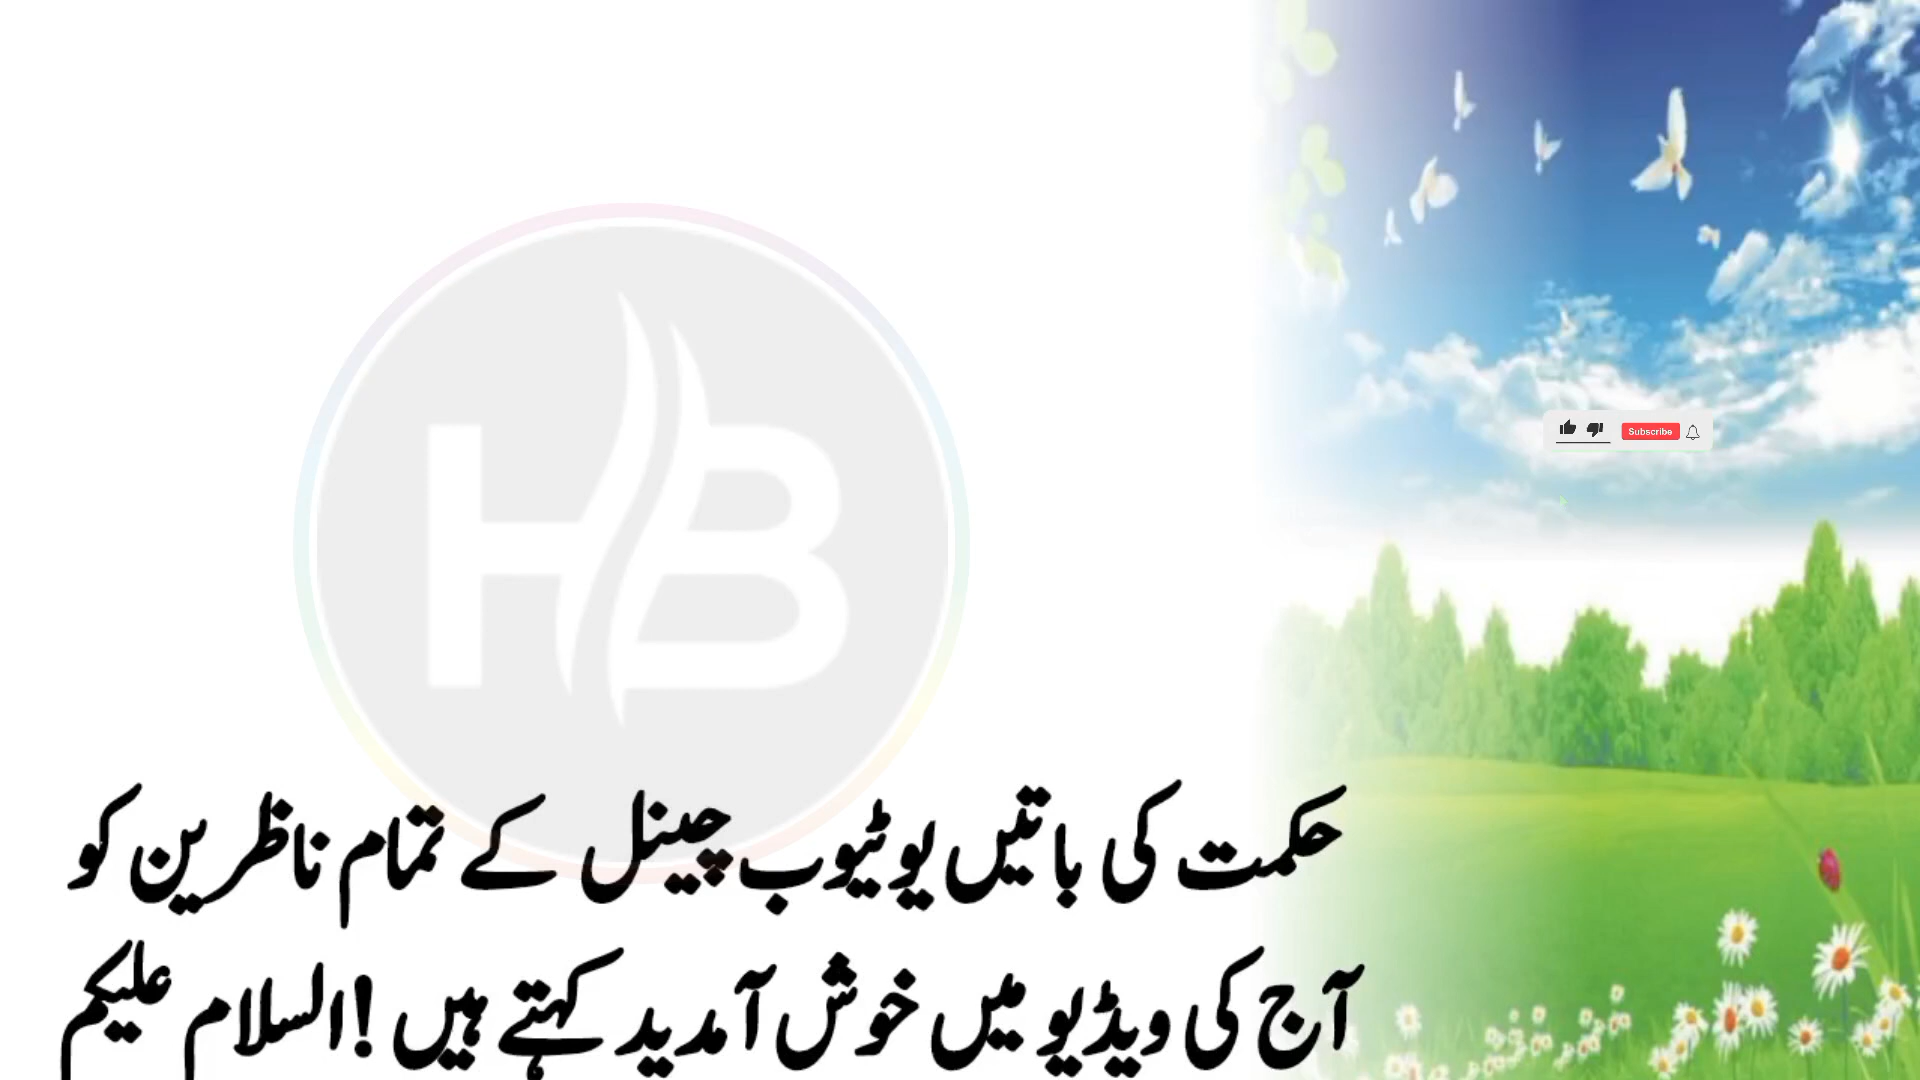 HB
Subscribe
حکمت کی باتیں یوٹیوب چینل کے تمام ناظرین کو
آج کی ویڈیو میں خوش آمدید کہتے ہیں !السلام علیکم